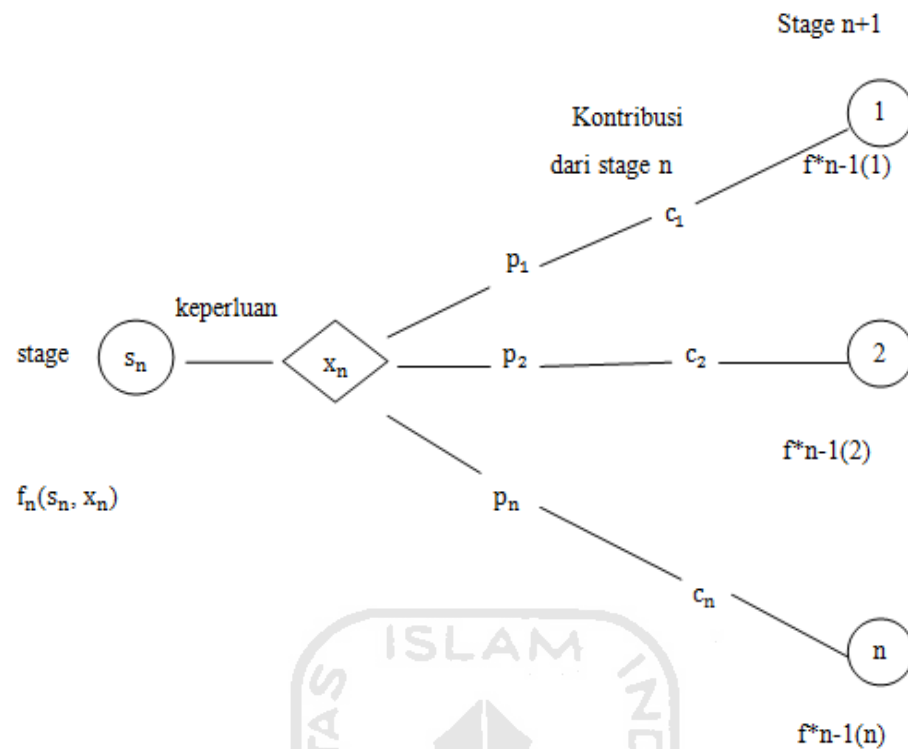 Stage n+1
1
Kontribusi
dari stage n
f*n-1(1)
c₁
p₁
keperluan
stage
sₙ
xₙ
p₂
c₂
2
f*n-1(2)
fₙ(sₙ, xₙ)
pₙ
cₙ
n
f*n-1(n)
ISLAM